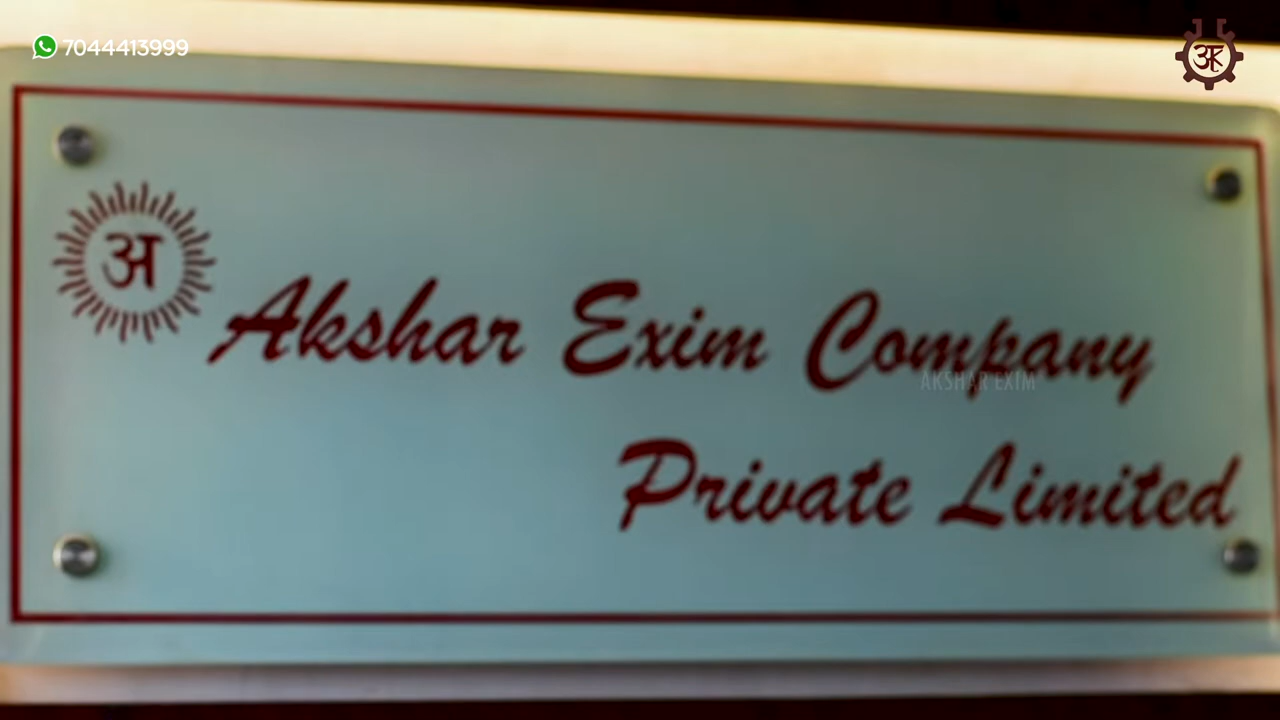 7044413999
अ
Akshar Exim Company
AKSHAR EXIM
Private Limited